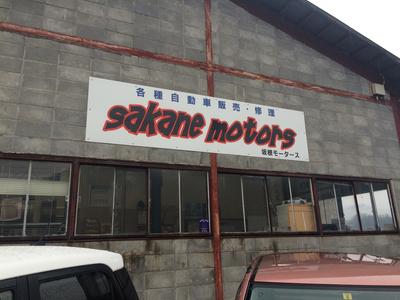 各種自動車販売・修理
sakane motors
坂根モータース